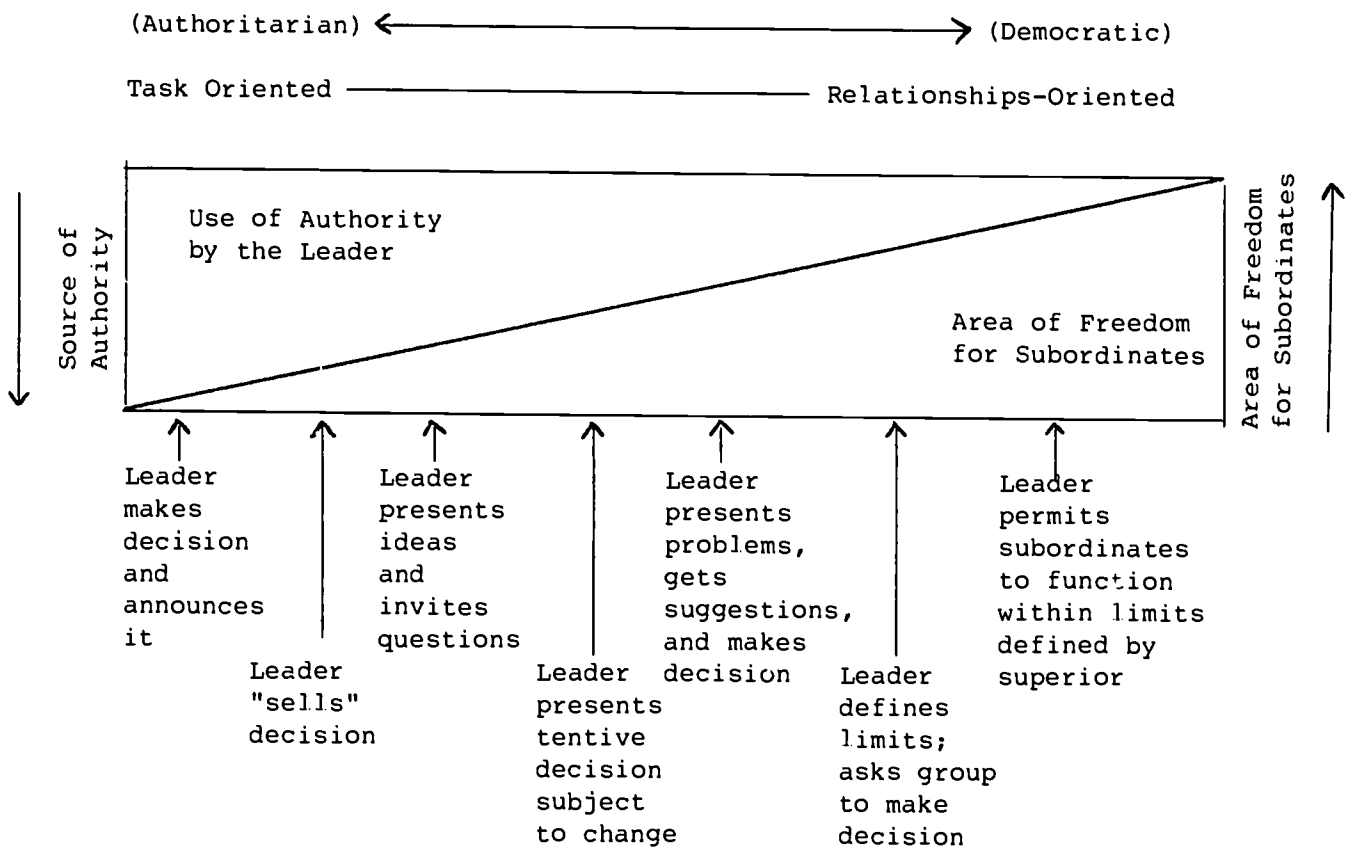 (Authoritarian)
(Democratic)
Task Oriented
Relationships-Oriented
Source of
Authority
Use of Authority
by the Leader
Area of Freedom
for Subordinates
Area of Freedom
for Subordinates
Leader
makes
decision
and
announces
it
Leader
"sells"
decision
Leader
presents
ideas
and
invites
questions
Leader
presents
tentive
decision
subject
to change
Leader
presents
problems,
gets
suggestions,
and makes
decision
Leader
defines
limits;
asks group
to make
decision
Leader
permits
subordinates
to function
within limits
defined by
superior